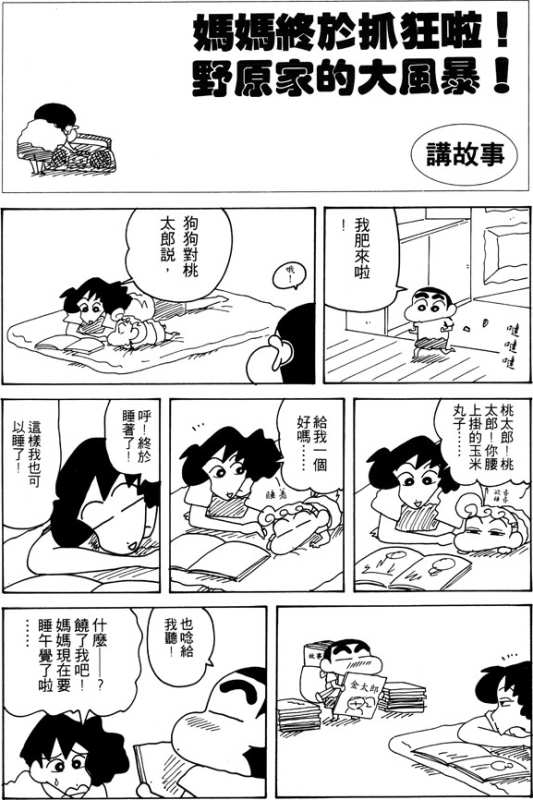 媽媽終於抓狂啦！
野原家的大風暴！
講故事
我肥來啦
！
噠
噠
噠
狗狗對桃
太郎說，
哦！
桃太郎！桃
太郎！你腰
上掛的玉米
丸子⋯⋯
給我一個
好嗎⋯⋯
睡着
呼！終於
睡著了！
這樣我也可
以睡了！
故事
金太郎
也唸給
我聽！
什麼——？
饒了我吧！
媽媽現在要
睡午覺了啦
⋯⋯